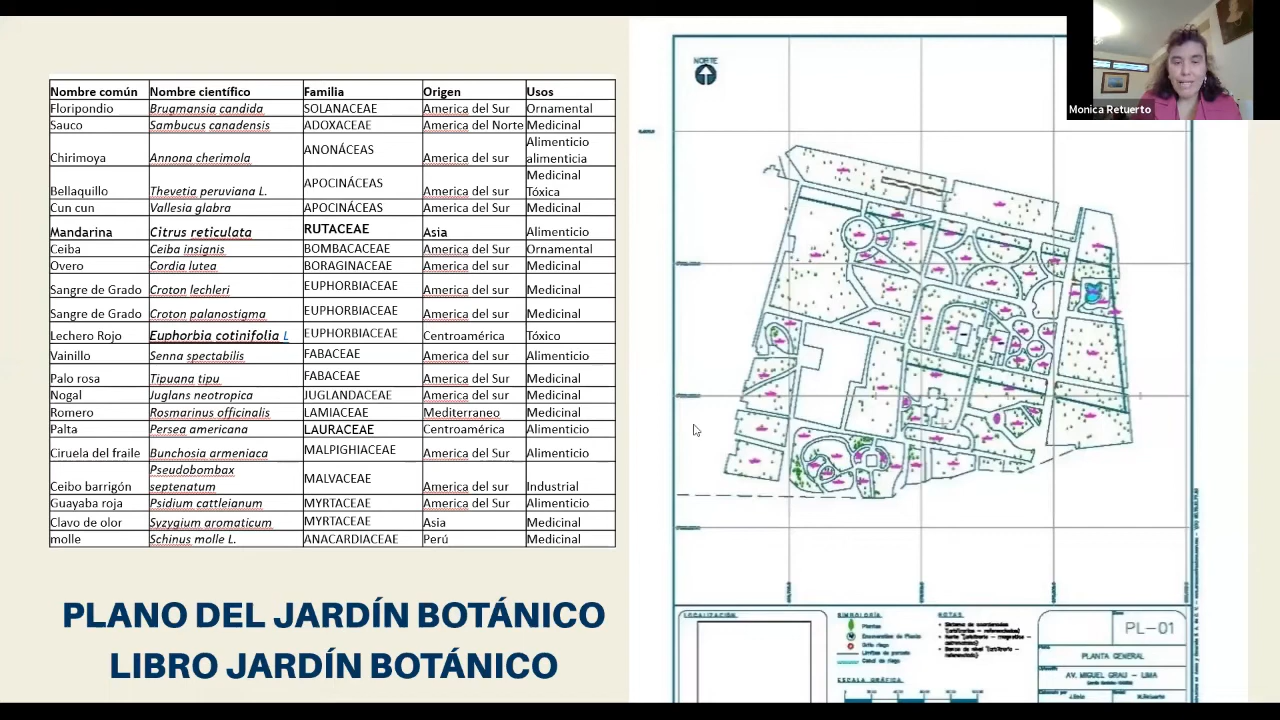 Monica Retuerto
Nombre común Nombre científico Familia Origen Usos
Floripondio Brugmansia candida SOLANACEAE America del Sur Ornamental
Sauco Sambucus canadensis ADOXACEAE America del Norte Medicinal
Chirimoya Annona cherimola ANONÁCEAS America del sur Alimenticio alimenticia
Bellaquillo Thevetia peruviana L. APOCINÁCEAS America del sur Medicinal Tóxica
Cun cun Vallesia glabra APOCINÁCEAS America del Sur Medicinal
Mandarina Citrus reticulata RUTACEAE Asia Alimenticio
Ceiba Ceiba insignis BOMBACACEAE America del Sur Ornamental
Overo Cordia lutea BORAGINACEAE America del sur Medicinal
Sangre de Grado Croton lechleri EUPHORBIACEAE America del sur Medicinal
Sangre de Grado Croton palanostigma EUPHORBIACEAE America del sur Medicinal
Lechero Rojo Euphorbia cotinifolia L EUPHORBIACEAE Centroamérica Tóxico
Vainillo Senna spectabilis FABACEAE America del sur Alimenticio
Palo rosa Tipuana tipu FABACEAE America del Sur Medicinal
Nogal Juglans neotropica JUGLANDACEAE America del sur Medicinal
Romero Rosmarinus officinalis LAMIACEAE Mediterraneo Medicinal
Palta Persea americana LAURACEAE Centroamérica Alimenticio
Ciruela del fraile Bunchosia armeniaca MALPIGHIACEAE America del Sur Alimenticio
Ceibo barrigón Pseudobombax septenatum MALVACEAE America del sur Industrial
Guayaba roja Psidium cattleianum MYRTACEAE America del Sur Alimenticio
Clavo de olor Syzygium aromaticum MYRTACEAE Asia Medicinal
molle Schinus molle L. ANACARDIACEAE Perú Medicinal
PLANO DEL JARDÍN BOTÁNICO
LIBRO JARDÍN BOTÁNICO
NORTE
LOCALIZACIÓN
SIMBOLOGÍA
Plantas
NOTAS
ESCALA GRÁFICA
PL-01
PLANTA GENERAL
AV. MIGUEL GRAU - LIMA
M.Retuerto